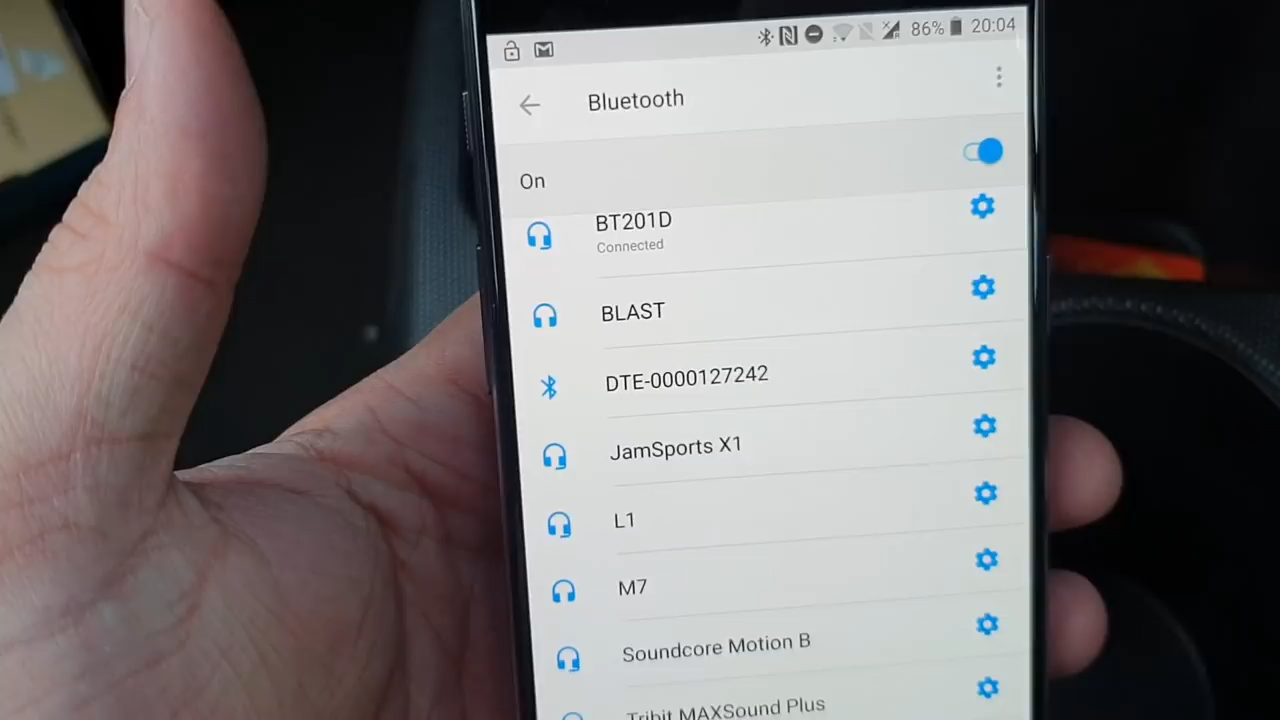 86% 20:04
Bluetooth
On
BT201D
Connected
BLAST
DTE-0000127242
JamSports X1
L1
M7
Soundcore Motion B
Tribit MAXSound Plus